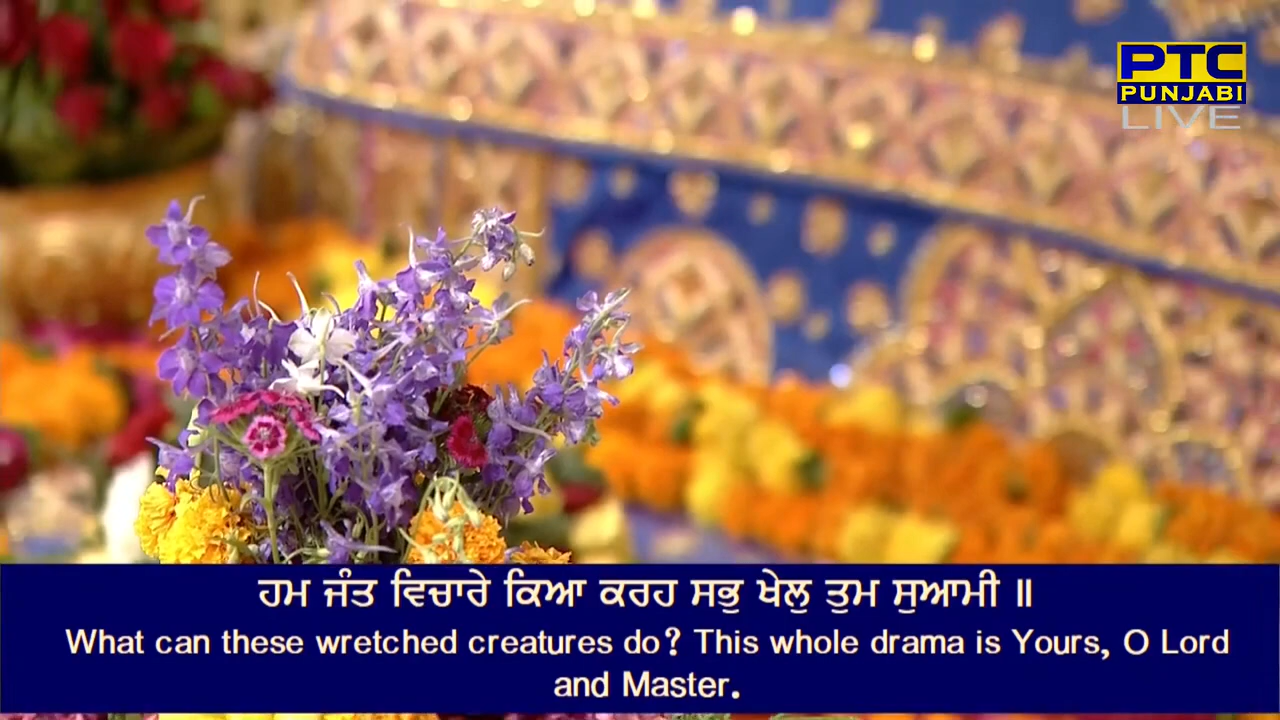 PTC
PUNJABI
LIVE
ਹਮ ਜੰਤ ਵਿਚਾਰੇ ਕਿਆ ਕਰਹ ਸਭੁ ਖੇਲੁ ਤੁਮ ਸੁਆਮੀ ॥
What can these wretched creatures do? This whole drama is Yours, O Lord
and Master.